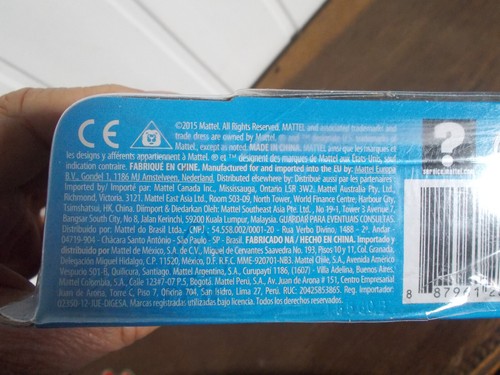 CE
©2015 Mattel. All Rights Reserved. MATTEL and associated trademarks and
trade dress are owned by Mattel ® and ™ designate U.S. trademarks of
Mattel, except as noted. MADE IN CHINA. MATTEL ainsi que les marques
les designs y afférents appartiennent à Mattel. ® et ™ désignent des marques de Mattel aux États-Unis, sauf
indication contraire. FABRIQUÉ EN CHINE. Manufactured for and imported into the EU by: Mattel Europa
B.V., Gondel 1, 1186 MJ Amstelveen, Nederland. Distributed elsewhere by: Distribué aussi par les partenaires
Imported by/ Importé par: Mattel Canada Inc., Mississauga, Ontario L5R 3W2. Mattel Australia Pty. Ltd.,
Richmond, Victoria. 3121. Mattel East Asia Ltd., Room 503-09, North Tower, World Finance Centre, Harbour City,
Tsimshatsui, HK, China. Diimport & Diedarkan Oleh: Mattel Southeast Asia Pte. Ltd., No 19-1, Tower 3 Avenue 7,
Bangsar South City, No 8, Jalan Kerinchi, 59200 Kuala Lumpur, Malaysia. GUARDAR PARA EVENTUAIS CONSULTAS.
Distribuido por: Mattel do Brasil Ltda.- CNPJ: 54.558.002/0001-20 - Rua Verbo Divino, 1488 - 2º. Andar -
04719-904 - Chácara Santo Antônio - São Paulo - SP - Brasil. FABRICADO NA / HECHO EN CHINA. Importado y
distribuido por Mattel de México, S.A. de C.V., Miguel de Cervantes Saavedra No. 193, Pisos 10 y 11, Col. Granada,
Delegación Miguel Hidalgo, C.P. 11520, México, D.F. R.F.C. MME-920701-NB3. Mattel Chile, S.A., Avenida Américo
Vespucio 501-B, Quilicura, Santiago. Mattel Argentina, S.A., Curupaytí 1186, (1607) - Villa Adelina, Buenos Aires.
Mattel Colombia, S.A., Calle 123#7-07 P.5, Bogotá. Mattel Perú, S.A., Av. Juan de Arona # 151, Centro Empresarial
Juan de Arona, Torre C, Piso 7, Oficina 704, San Isidro, Lima 27, Perú. RUC: 20425853865. Reg. Importador:
02350-12-JUE-DIGESA. Marcas registradas utilizadas bajo licencia. Todos los derechos reservados.
?
service.mattel.com
8 87961